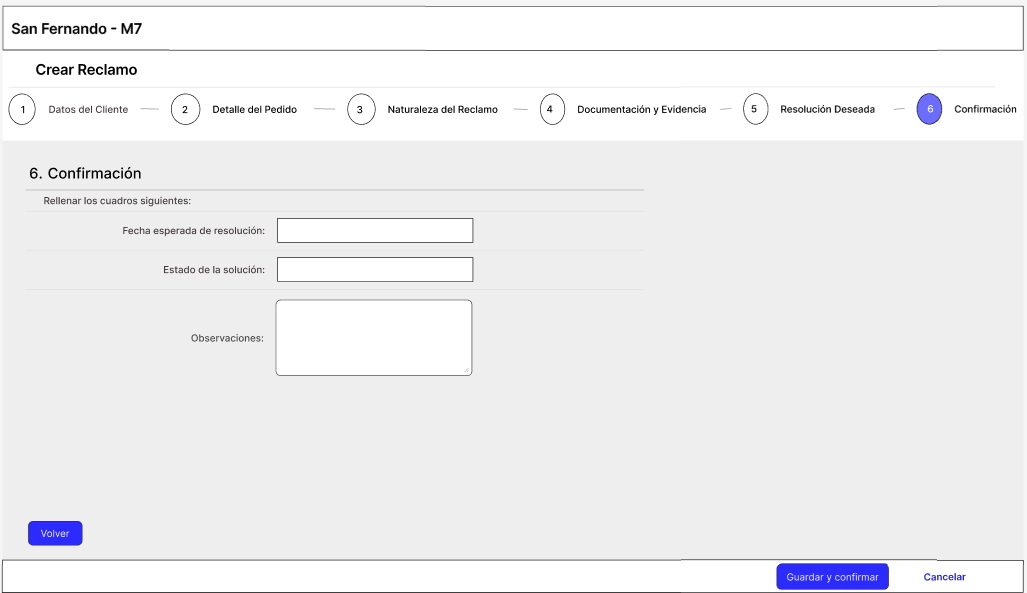 San Fernando - M7
Crear Reclamo
1 Datos del Cliente 2 Detalle del Pedido 3 Naturaleza del Reclamo 4 Documentación y Evidencia 5 Resolución Deseada 6 Confirmación
6. Confirmación
Rellenar los cuadros siguientes:
Fecha esperada de resolución:
Estado de la solución:
Observaciones:
Volver
Guardar y confirmar Cancelar